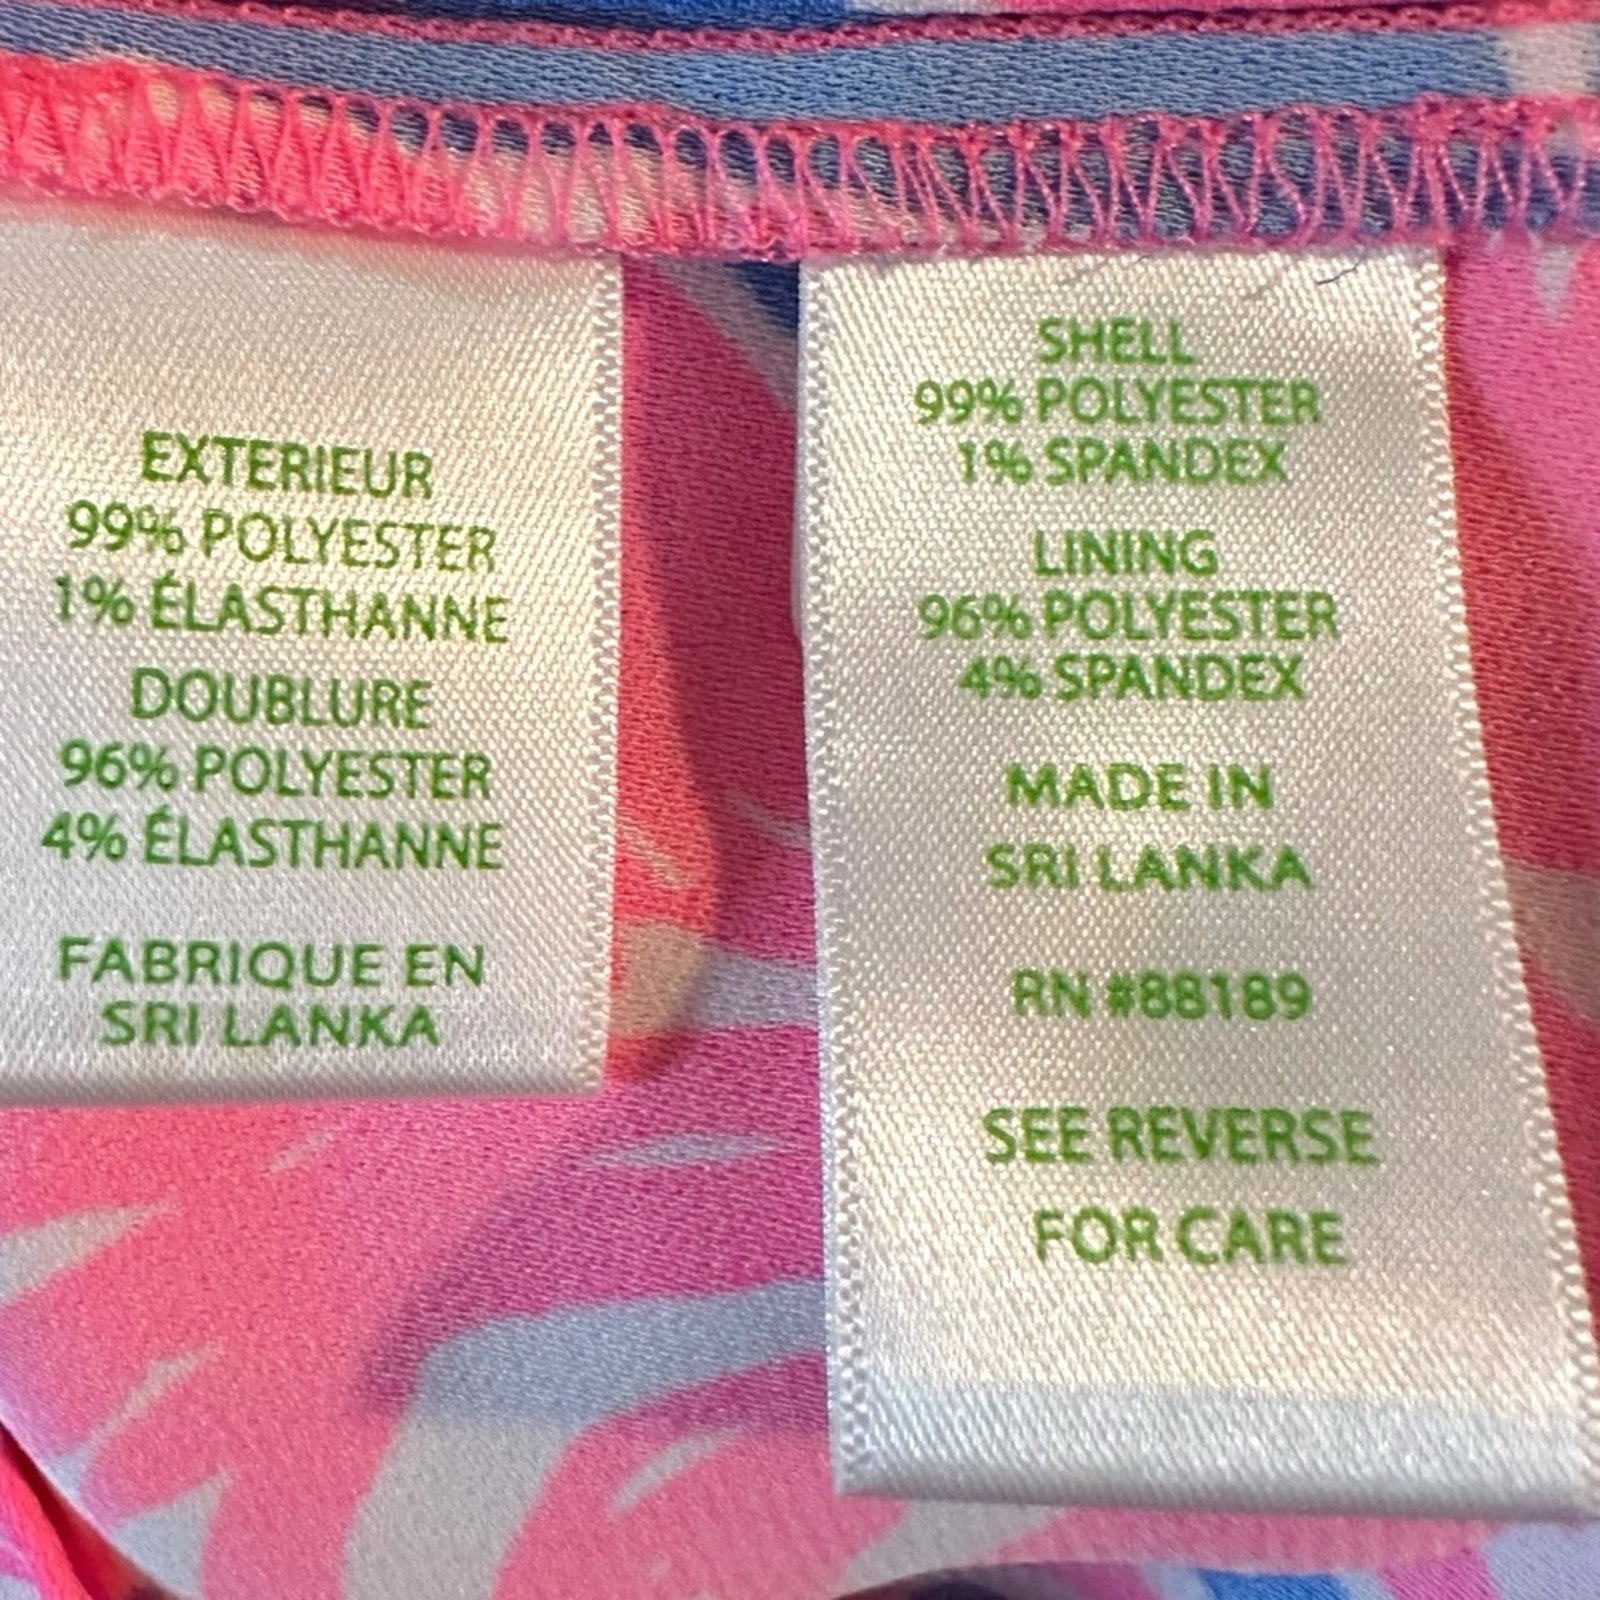 EXTERIEUR
99% POLYESTER
1% ÉLASTHANNE
DOUBLURE
96% POLYESTER
4% ÉLASTHANNE
FABRIQUE EN
SRI LANKA
SHELL
99% POLYESTER
1% SPANDEX
LINING
96% POLYESTER
4% SPANDEX
MADE IN
SRI LANKA
RN #88189
SEE REVERSE
FOR CARE